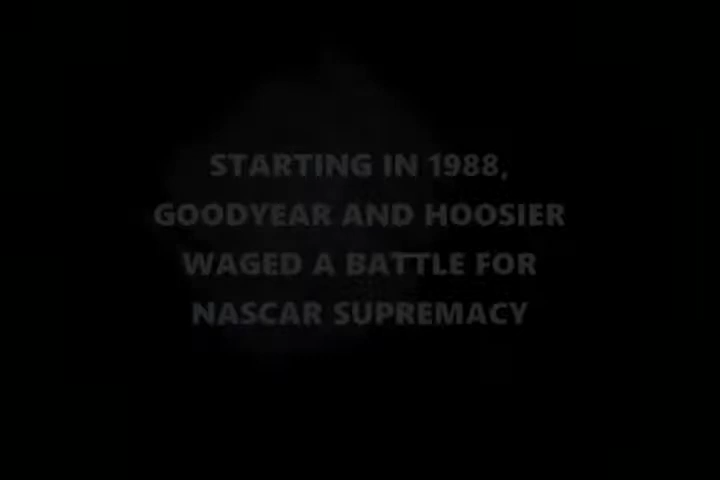 STARTING IN 1988,
GOODYEAR AND HOOSIER
WAGED A BATTLE FOR
NASCAR SUPREMACY